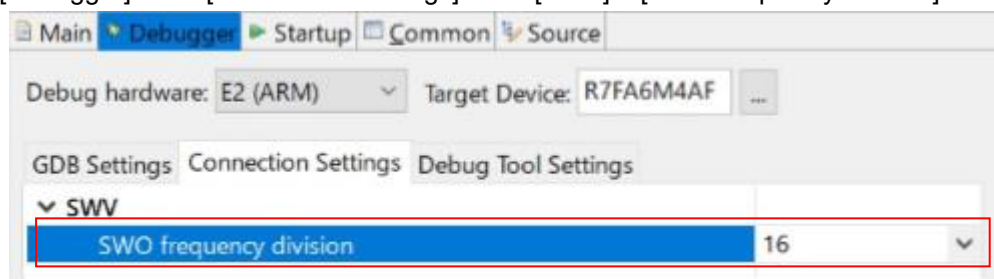 Main Debugger Startup Common Source
Debug hardware: E2 (ARM) Target Device: R7FA6M4AF ...
GDB Settings Connection Settings Debug Tool Settings
SWV
SWO frequency division 16